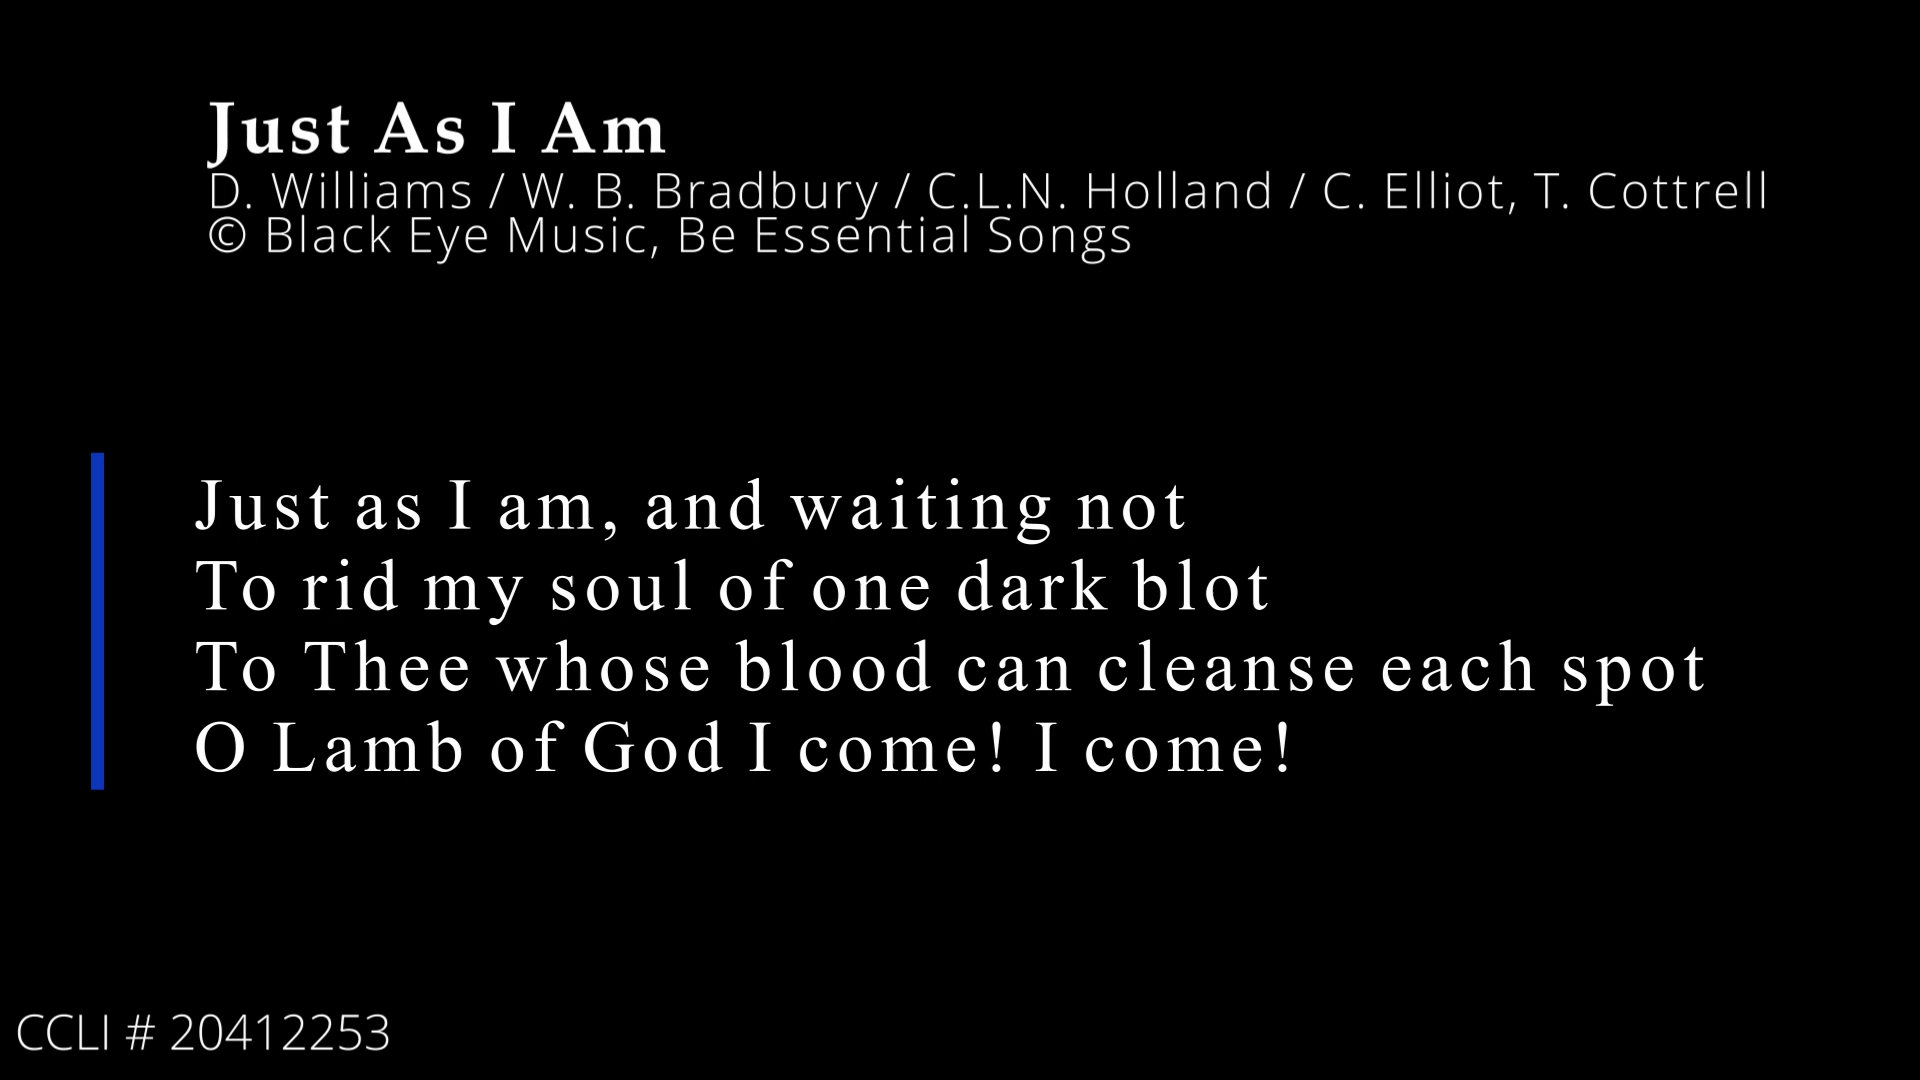 Just As I Am
D. Williams / W. B. Bradbury / C.L.N. Holland / C. Elliot, T. Cottrell
© Black Eye Music, Be Essential Songs
Just as I am, and waiting not
To rid my soul of one dark blot
To Thee whose blood can cleanse each spot
O Lamb of God I come! I come!
CCLI # 20412253